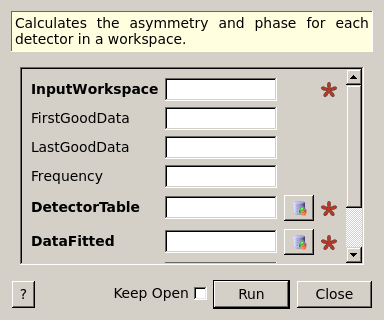 Calculates the asymmetry and phase for each
detector in a workspace.
InputWorkspace
FirstGoodData
LastGoodData
Frequency
DetectorTable
DataFitted
?
Keep Open
Run
Close